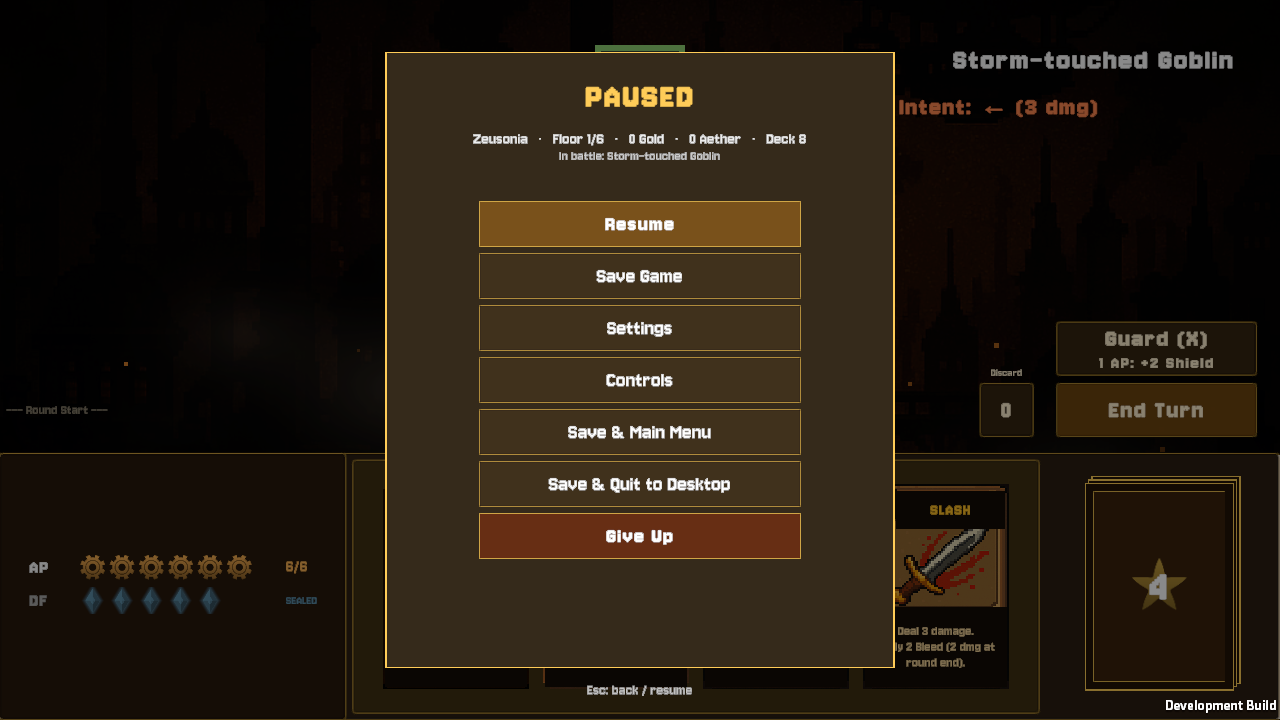 PAUSED
Zeusonia · Floor 1/6 · 0 Gold · 0 Aether · Deck 8
In battle: Storm-touched Goblin
Resume
Save Game
Settings
Controls
Save & Main Menu
Save & Quit to Desktop
Give Up
Esc: back / resume
Storm-touched Goblin
Intent: ← (3 dmg)
Guard (X)
1 AP: +2 Shield
Discard
0
End Turn
—— Round Start ——
AP 6/6
DF SEALED
SLASH
Deal 3 damage.
2 Bleed (2 dmg at
round end).
4
Development Build